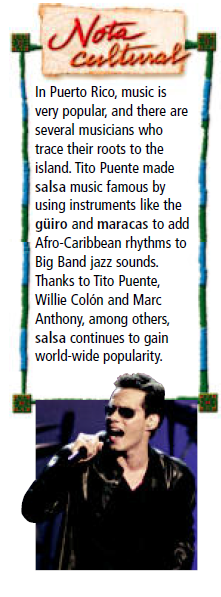 Nota
cultural
In Puerto Rico, music is
very popular, and there are
several musicians who
trace their roots to the
island. Tito Puente made
salsa music famous by
using instruments like the
güiro and maracas to add
Afro-Caribbean rhythms to
Big Band jazz sounds.
Thanks to Tito Puente,
Willie Colón and Marc
Anthony, among others,
salsa continues to gain
world-wide popularity.